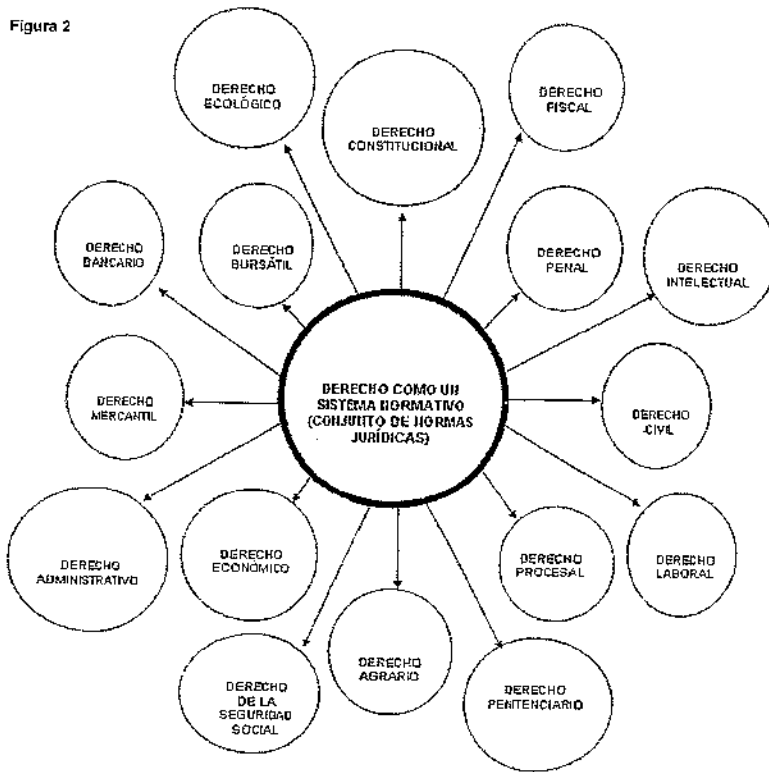 Figura 2
DERECHO
ECOLÓGICO
DERECHO
CONSTITUCIONAL
DERECHO
FISCAL
DERECHO
BANCARIO
DERECHO
BURSÁTIL
DERECHO
PENAL
DERECHO
INTELECTUAL
DERECHO COMO UN
SISTEMA NORMATIVO
(CONJUNTO DE NORMAS
JURÍDICAS)
DERECHO
MERCANTIL
DERECHO
CIVIL
DERECHO
ADMINISTRATIVO
DERECHO
ECONÓMICO
DERECHO
PROCESAL
DERECHO
LABORAL
DERECHO
DE LA
SEGURIDAD
SOCIAL
DERECHO
AGRARIO
DERECHO
PENITENCIARIO